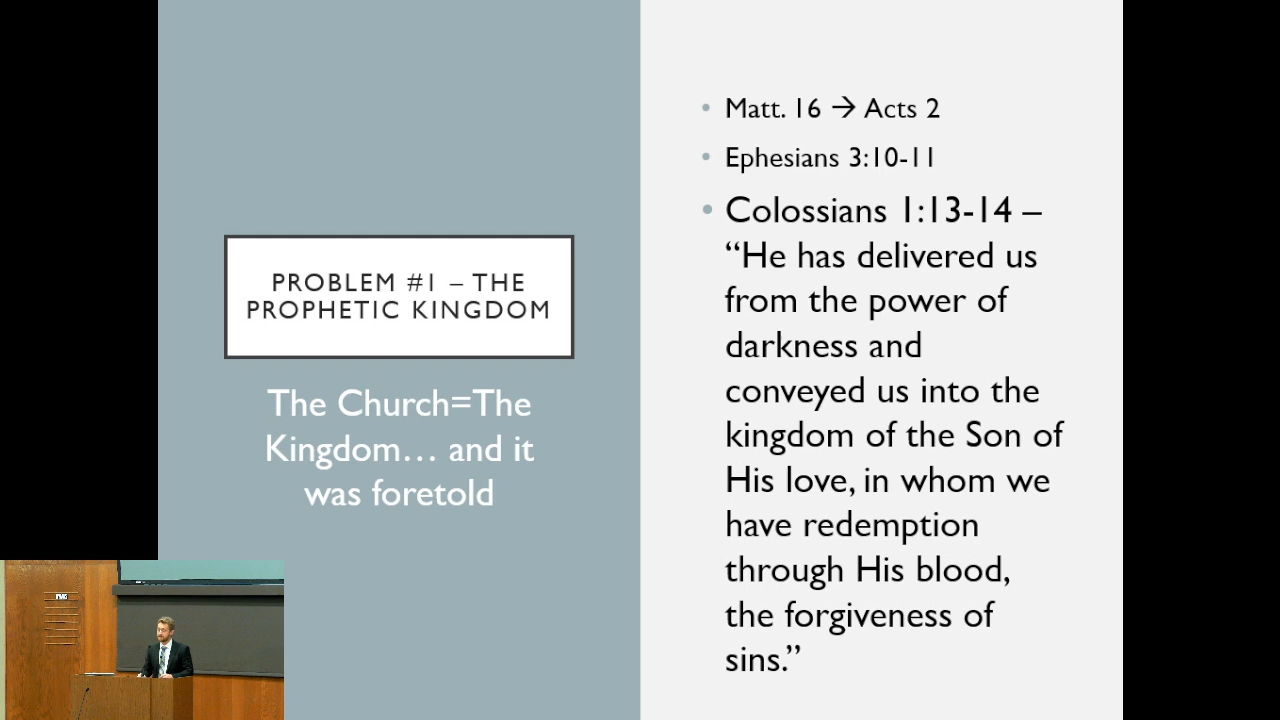 PROBLEM #1 – THE
PROPHETIC KINGDOM
The Church=The
Kingdom… and it
was foretold
• Matt. 16 → Acts 2
• Ephesians 3:10-11
• Colossians 1:13-14 –
“He has delivered us
from the power of
darkness and
conveyed us into the
kingdom of the Son of
His love, in whom we
have redemption
through His blood,
the forgiveness of
sins.”